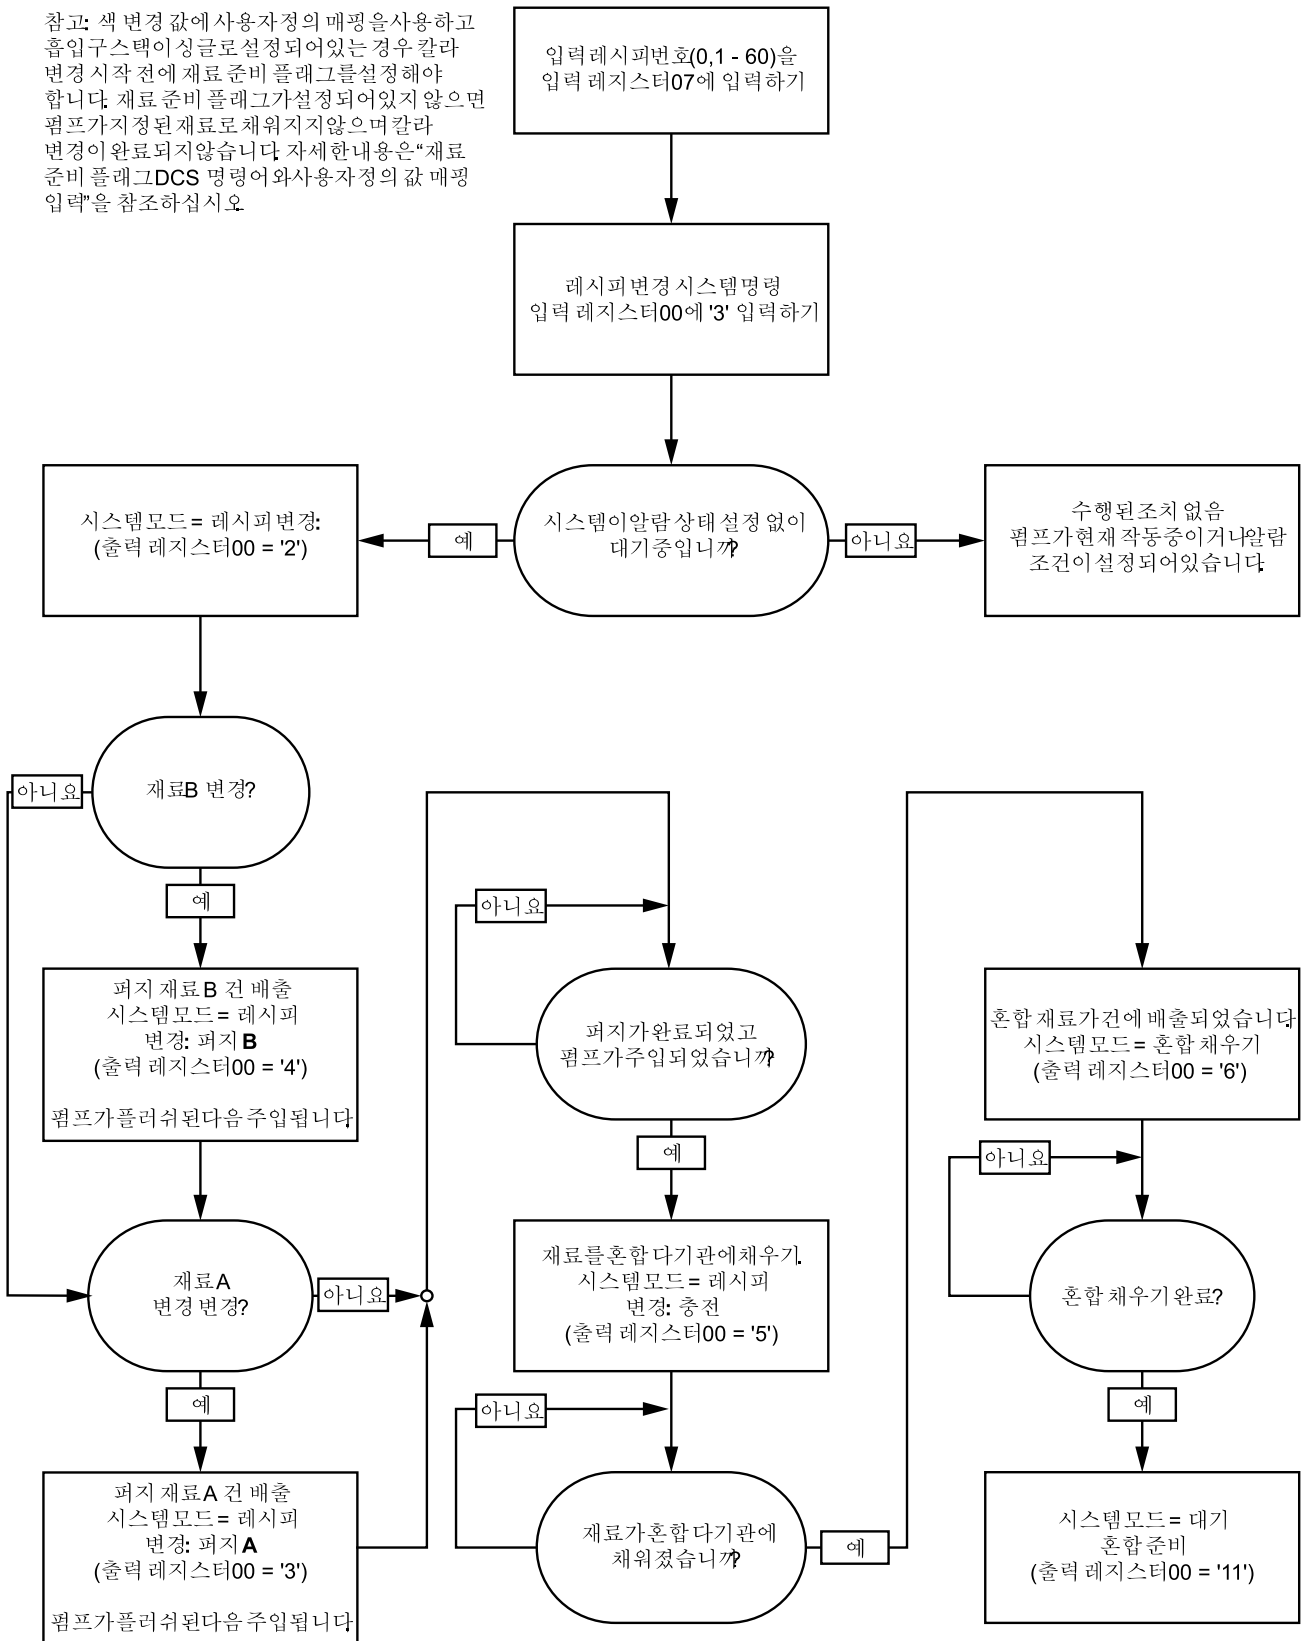 참고: 색 변경 값에 사용자 정의 매핑을 사용하고
흡입구 스택이 싱글로 설정되어 있는 경우 칼라
변경 시작 전에 재료 준비 플래그를 설정해야
합니다. 재료 준비 플래그가 설정되어 있지 않으면
펌프가 지정된 재료로 채워지지 않으며 칼라
변경이 완료되지 않습니다. 자세한 내용은 “재료
준비 플래그 DCS 명령어와 사용자 정의 값 매핑
입력”을 참조하십시오.
입력 레시피 번호(0,1 - 60)을
입력 레지스터 07에 입력하기
레시피 변경 시스템 명령
입력 레지스터 00에 '3' 입력하기
시스템 모드 = 레시피 변경:
(출력 레지스터 00 = '2')
예
시스템이 알람 상태 설정 없이
대기 중입니까?
아니요
수행된 조치 없음
펌프가 현재 작동 중이거나 알람
조건이 설정되어 있습니다.
아니요
재료 B 변경?
예
퍼지 재료 B 건 배출
시스템 모드 = 레시피
변경: 퍼지 B
(출력 레지스터 00 = '4')
펌프가 플러쉬 된 다음 주입됩니다.
재료 A
변경 변경?
아니요
예
퍼지 재료 A 건 배출
시스템 모드 = 레시피
변경: 퍼지 A
(출력 레지스터 00 = '3')
펌프가 플러쉬 된 다음 주입됩니다.
아니요
퍼지가 완료되었고
펌프가 주입되었습니까?
예
재료를 혼합 다기관에 채우기.
시스템 모드 = 레시피
변경: 충전
(출력 레지스터 00 = '5')
아니요
재료가 혼합 다기관에
채워졌습니까?
예
혼합 재료가 건에 배출되었습니다.
시스템 모드 = 혼합 채우기
(출력 레지스터 00 = '6')
아니요
혼합 채우기 완료?
예
시스템 모드 = 대기
혼합 준비
(출력 레지스터 00 = '11')